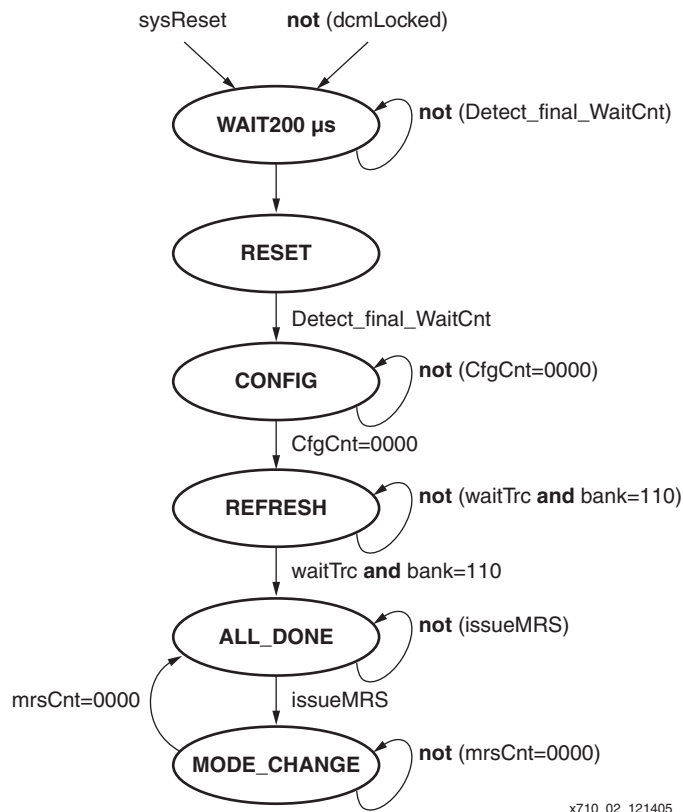 sysReset
not (dcmLocked)
WAIT200 µs
not (Detect_final_WaitCnt)
RESET
Detect_final_WaitCnt
CONFIG
not (CfgCnt=0000)
CfgCnt=0000
REFRESH
not (waitTrc and bank=110)
waitTrc and bank=110
ALL_DONE
not (issueMRS)
mrsCnt=0000
issueMRS
MODE_CHANGE
not (mrsCnt=0000)
x710_02_121405